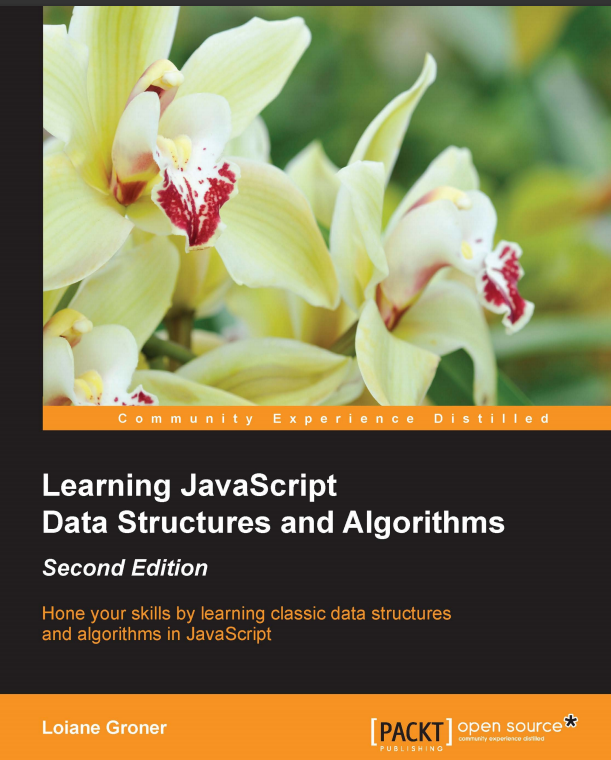 Community Experience Distilled
Learning JavaScript
Data Structures and Algorithms
Second Edition
Hone your skills by learning classic data structures
and algorithms in JavaScript
Loiane Groner
[PACKT] open source*
PUBLISHING community experience distilled